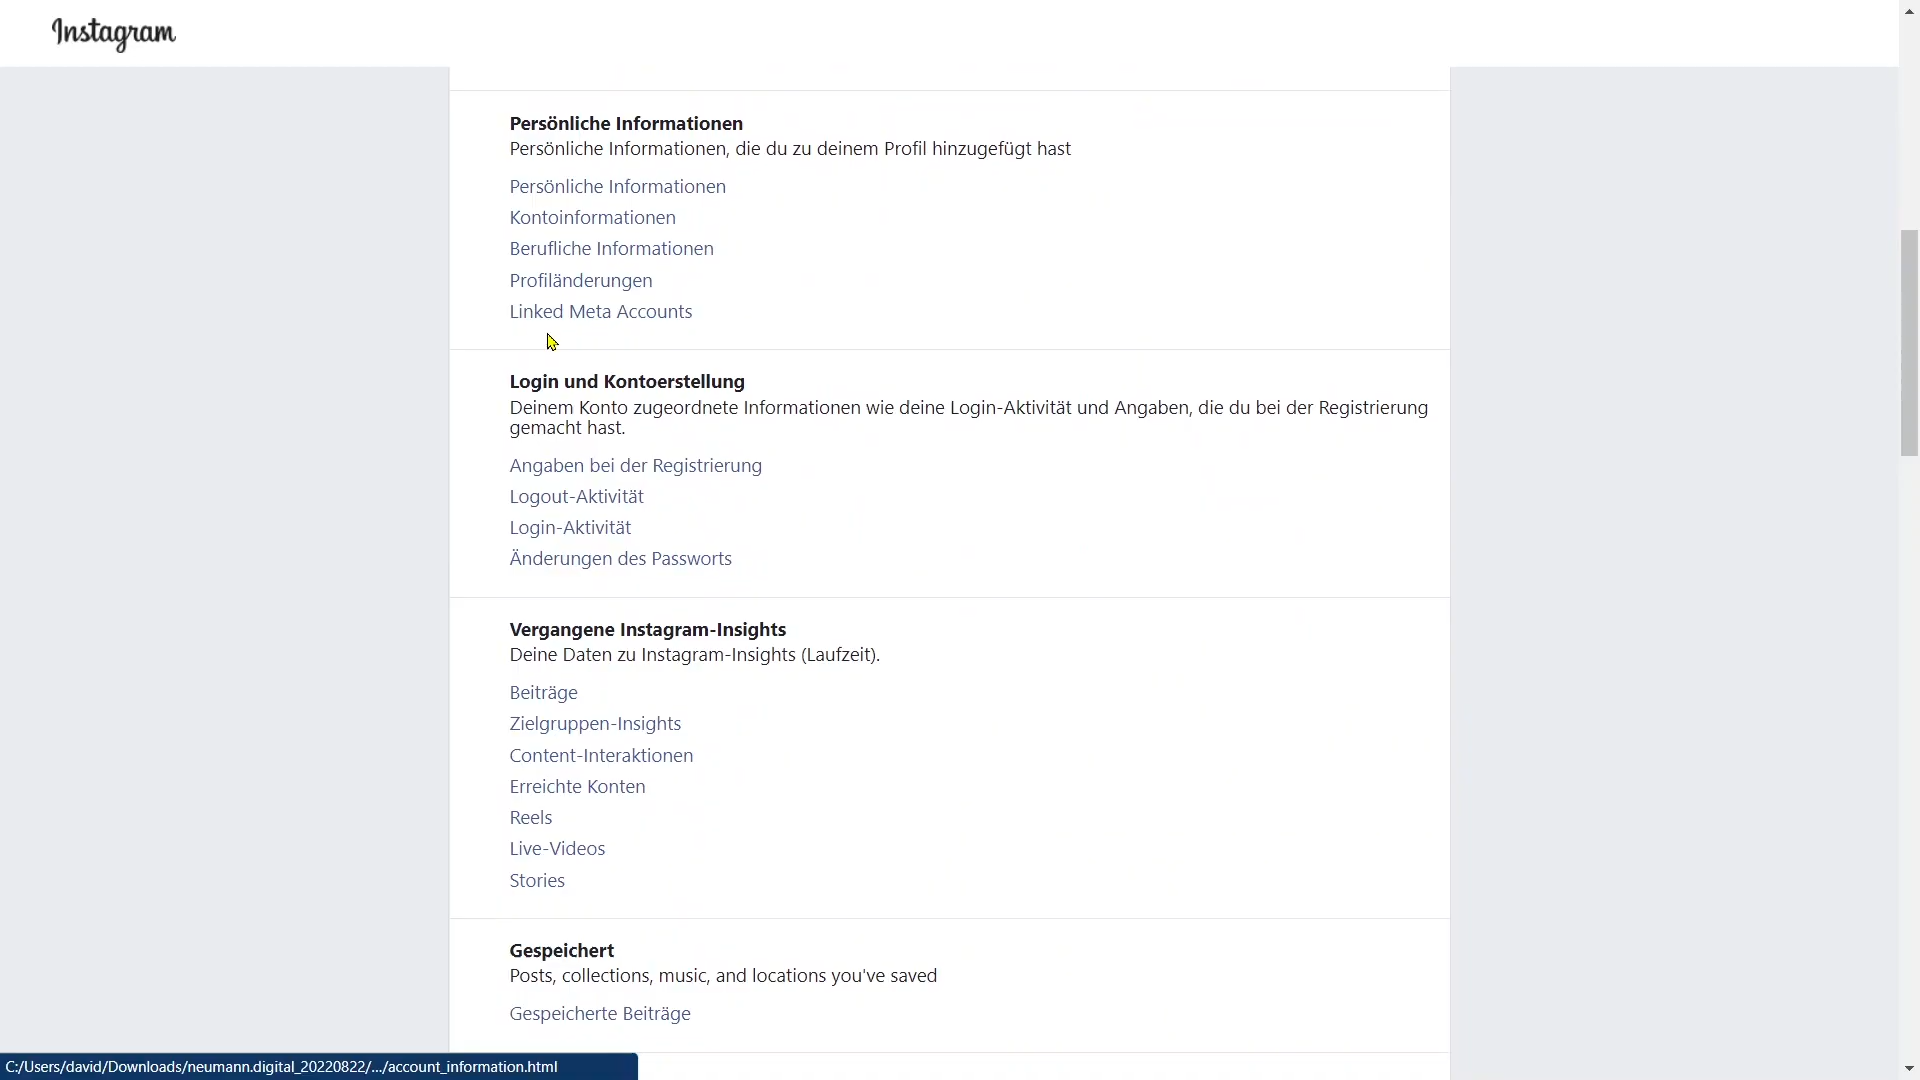 Instagram
Persönliche Informationen
Persönliche Informationen, die du zu deinem Profil hinzugefügt hast
Persönliche Informationen
Kontoinformationen
Berufliche Informationen
Profiländerungen
Linked Meta Accounts
Login und Kontoerstellung
Deinem Konto zugeordnete Informationen wie deine Login-Aktivität und Angaben, die du bei der Registrierung
gemacht hast.
Angaben bei der Registrierung
Logout-Aktivität
Login-Aktivität
Änderungen des Passworts
Vergangene Instagram-Insights
Deine Daten zu Instagram-Insights (Laufzeit).
Beiträge
Zielgruppen-Insights
Content-Interaktionen
Erreichte Konten
Reels
Live-Videos
Stories
Gespeichert
Posts, collections, music, and locations you've saved
Gespeicherte Beiträge
C:/Users/david/Downloads/neumann.digital_20220822/.../account_information.html